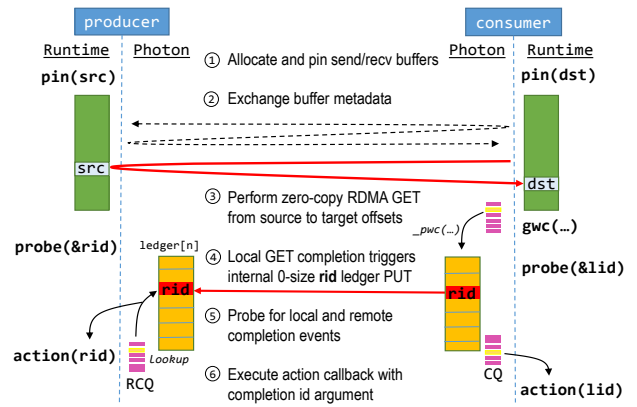 producer
consumer
Runtime
Photon
Photon
Runtime
pin(src)
① Allocate and pin send/recv buffers
pin(dst)
② Exchange buffer metadata
src
dst
③ Perform zero-copy RDMA GET
from source to target offsets
_pwc(…)
gwc(…)
probe(&rid)
ledger[n]
④ Local GET completion triggers
internal 0-size rid ledger PUT
probe(&lid)
rid
rid
⑤ Probe for local and remote
completion events
action(rid)
Lookup
RCQ
CQ
⑥ Execute action callback with
completion id argument
action(lid)